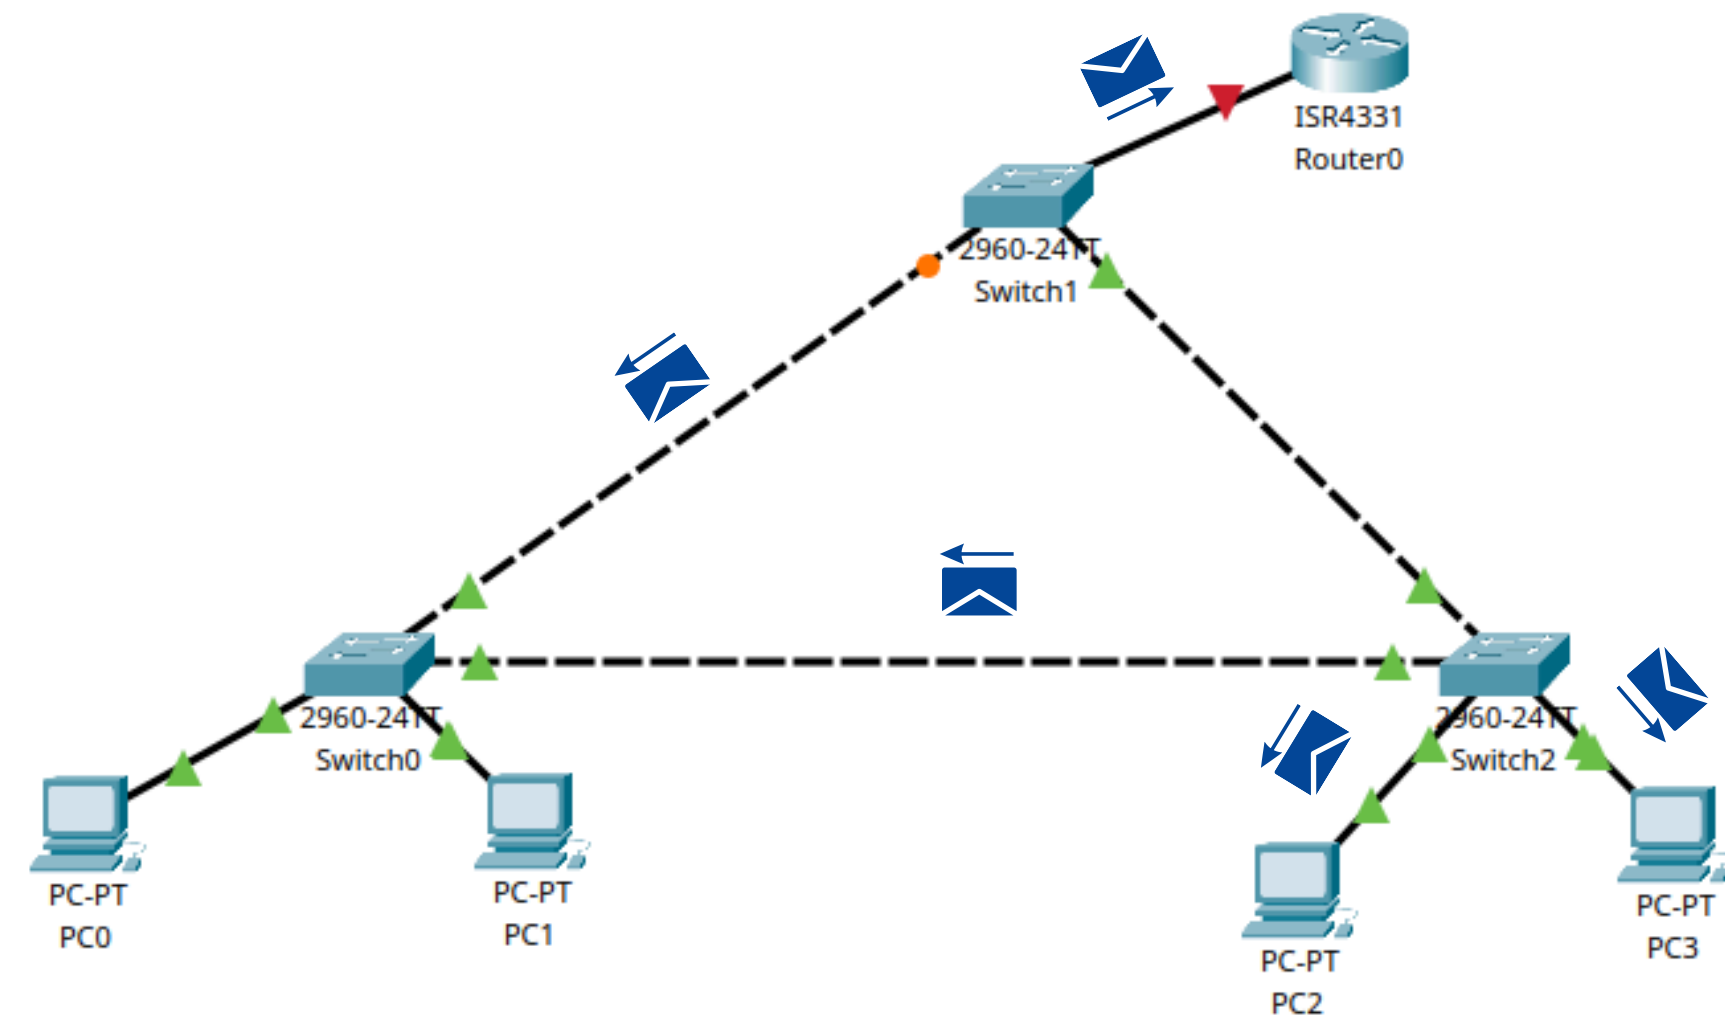 ISR4331
Router0
2960-24TT
Switch1
2960-24TT
Switch0
2960-24TT
Switch2
PC-PT
PC0
PC-PT
PC1
PC-PT
PC2
PC-PT
PC3